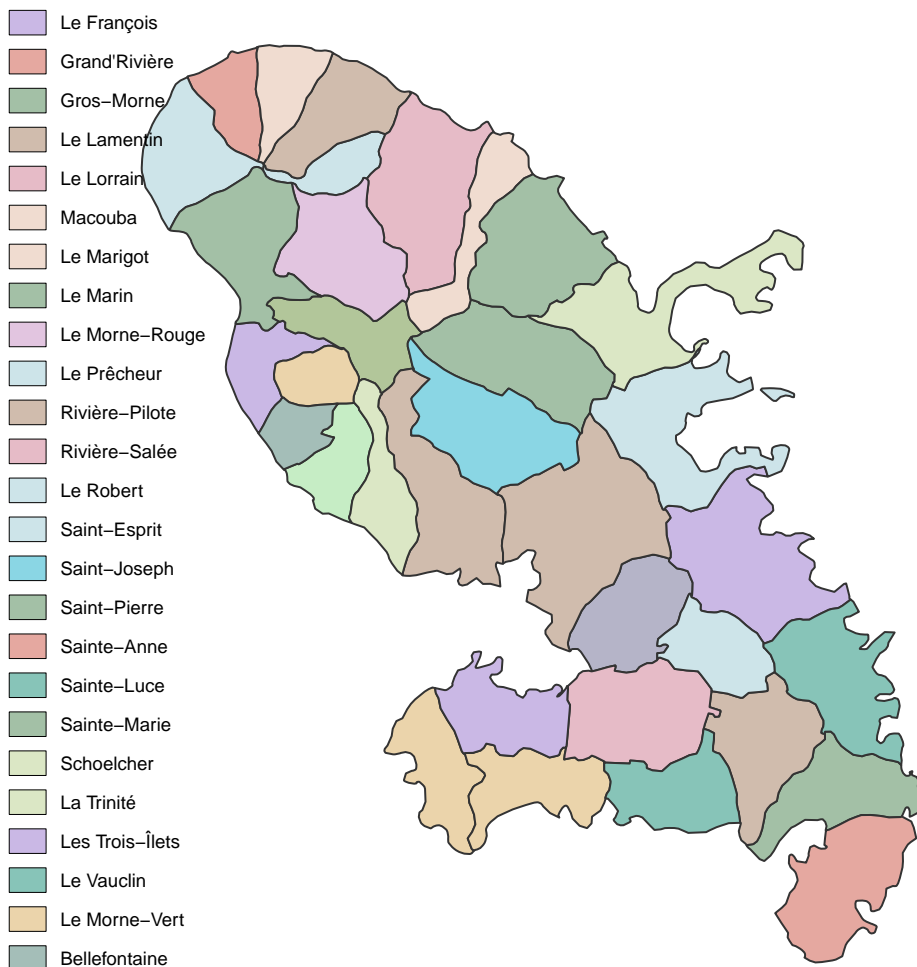 Le François
Grand'Rivière
Gros−Morne
Le Lamentin
Le Lorrain
Macouba
Le Marigot
Le Marin
Le Morne−Rouge
Le Prêcheur
Rivière−Pilote
Rivière−Salée
Le Robert
Saint−Esprit
Saint−Joseph
Saint−Pierre
Sainte−Anne
Sainte−Luce
Sainte−Marie
Schoelcher
La Trinité
Les Trois−Îlets
Le Vauclin
Le Morne−Vert
Bellefontaine